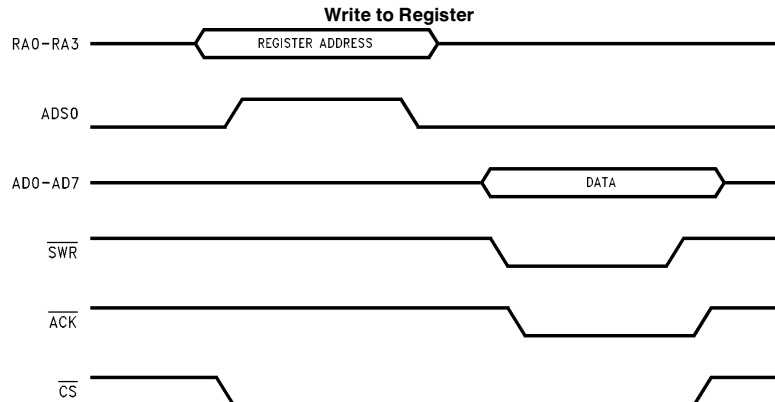 Write to Register
RA0-RA3
REGISTER ADDRESS
ADS0
AD0-AD7
DATA
SWR
ACK
CS